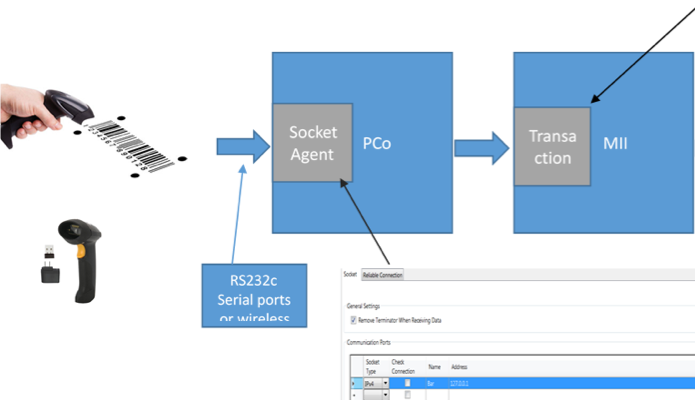 Socket
Agent
PCo
Transa
ction
MII
RS232c
Serial ports
or wireless
Socket
Reliable Connection
General Settings
Remove Terminator When Receiving Data
Communication Ports
Socket
Type
Check
Connection
Name
Address
IPv4
Bar
127.0.0.1